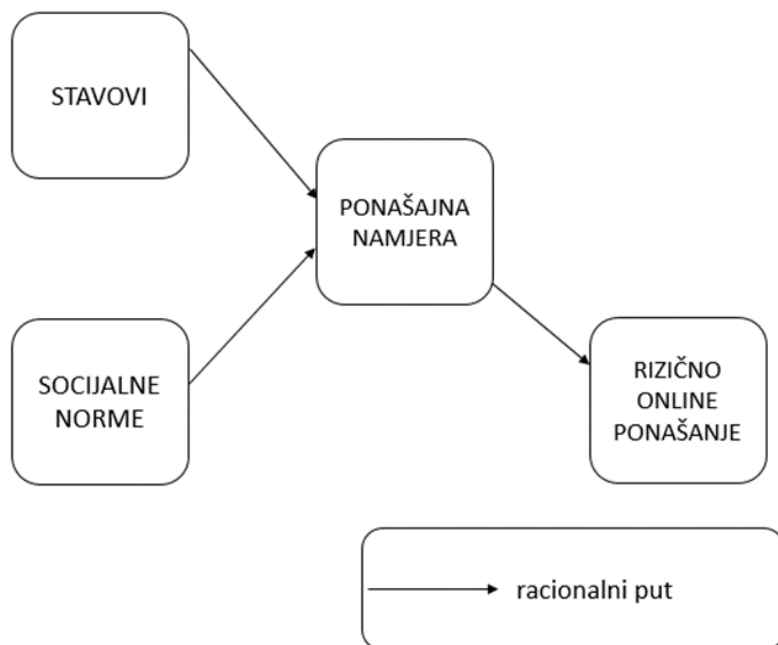 STAVOVI
PONAŠAJNA
NAMJERA
SOCIJALNE
NORME
RIZIČNO
ONLINE
PONAŠANJE
racionalni put